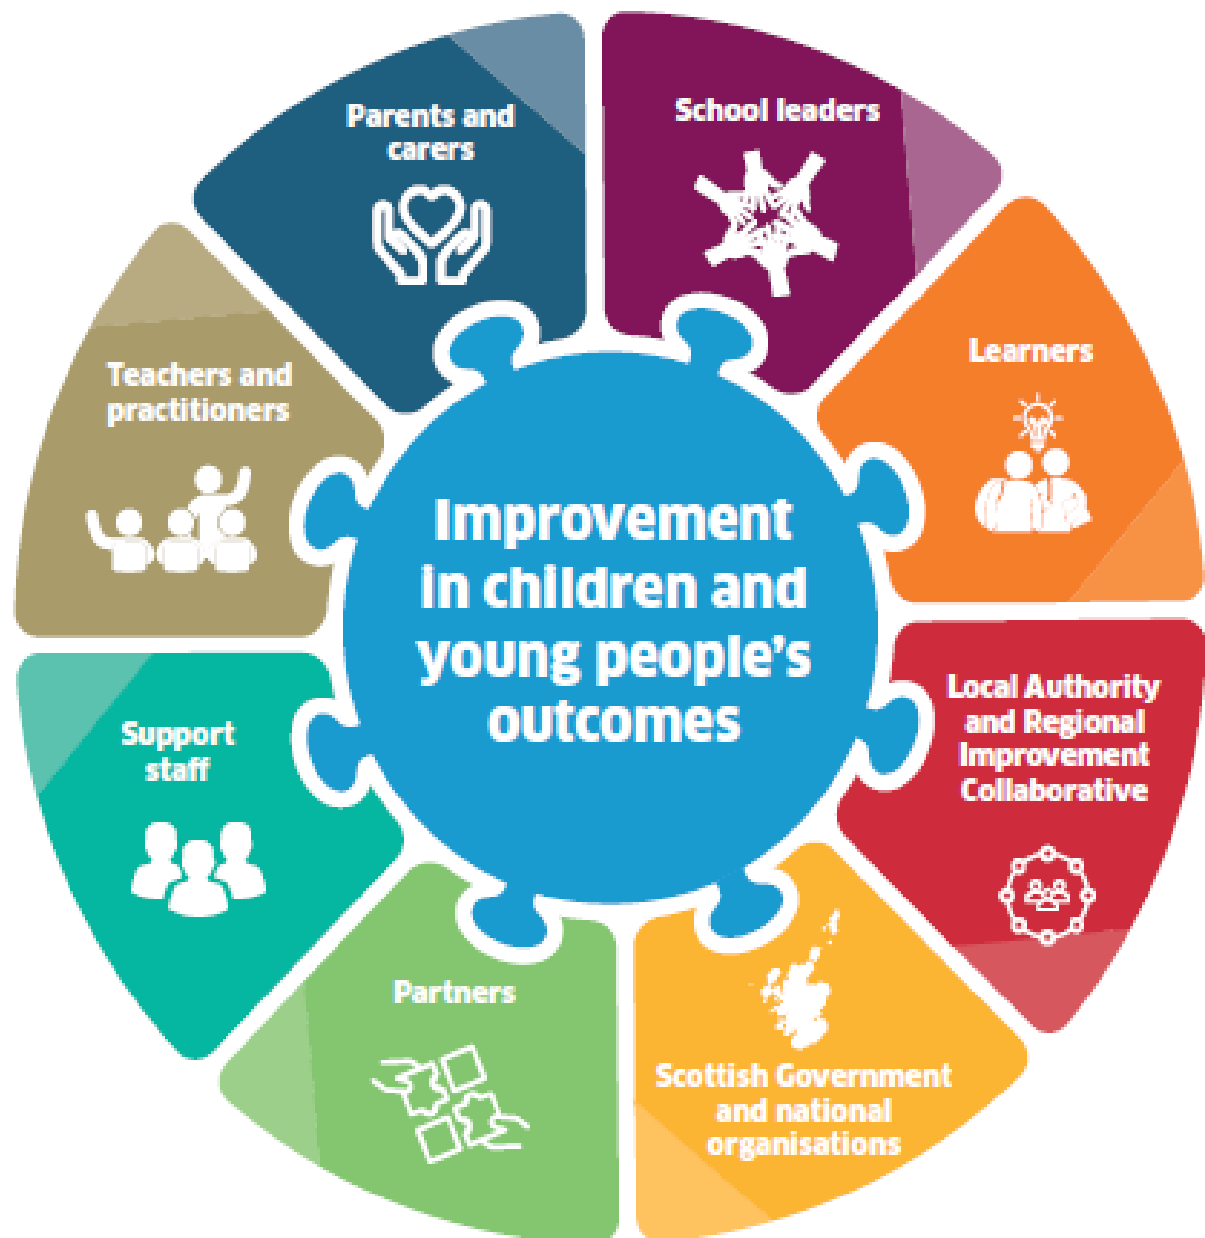 Parents and
carers
School leaders
Learners
Local Authority
and Regional
Improvement
Collaborative
Scottish Government
and national
organisations
Partners
Support
staff
Teachers and
practitioners
Improvement
in children and
young people’s
outcomes